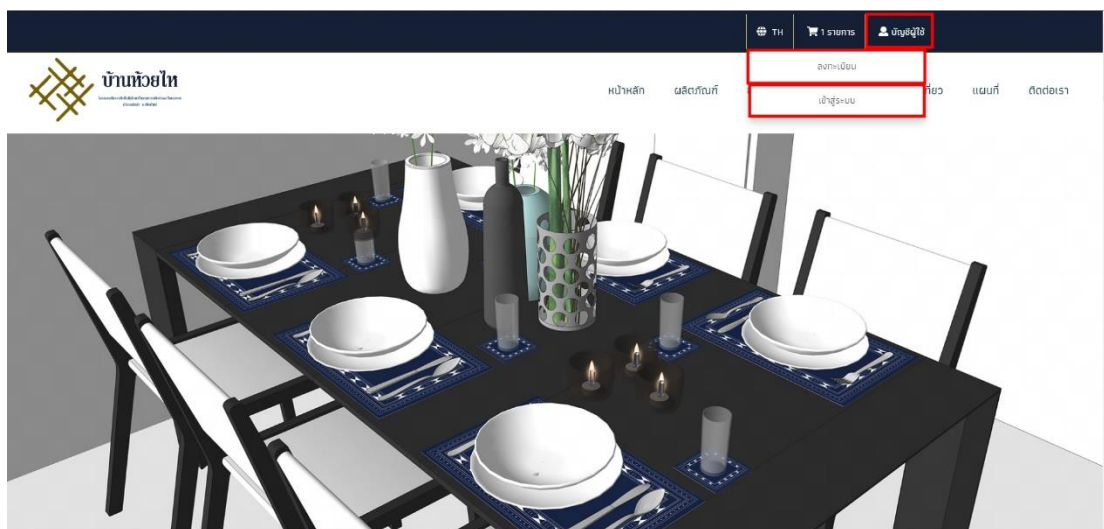 TH
1 รายการ
บัญชีผู้ใช้
ลงทะเบียน
เข้าสู่ระบบ
บ้านห้วยไห
หน้าหลัก
ผลิตภัณฑ์
แผนที่
ติดต่อเรา